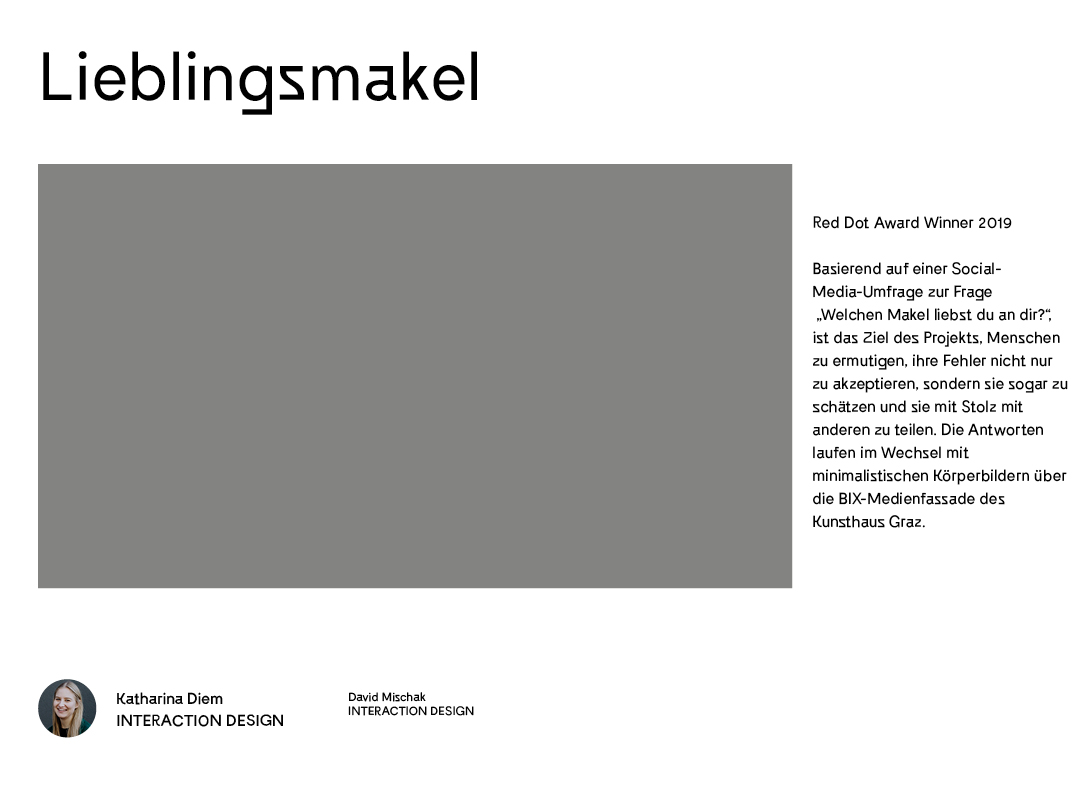 Lieblingsmakel
Red Dot Award Winner 2019
Basierend auf einer Social-
Media-Umfrage zur Frage
„Welchen Makel liebst du an dir?“,
ist das Ziel des Projekts, Menschen
zu ermutigen, ihre Fehler nicht nur
zu akzeptieren, sondern sie sogar zu
schätzen und sie mit Stolz mit
anderen zu teilen. Die Antworten
laufen im Wechsel mit
minimalistischen Körperbildern über
die BIX-Medienfassade des
Kunsthaus Graz.
Katharina Diem
INTERACTION DESIGN
David Mischak
INTERACTION DESIGN